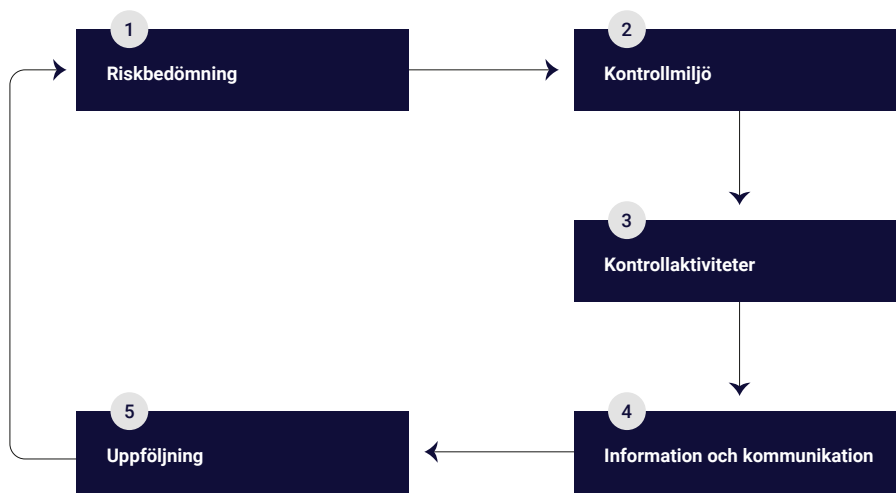 1
Riskbedömning
2
Kontrollmiljö
3
Kontrollaktiviteter
4
Information och kommunikation
5
Uppföljning